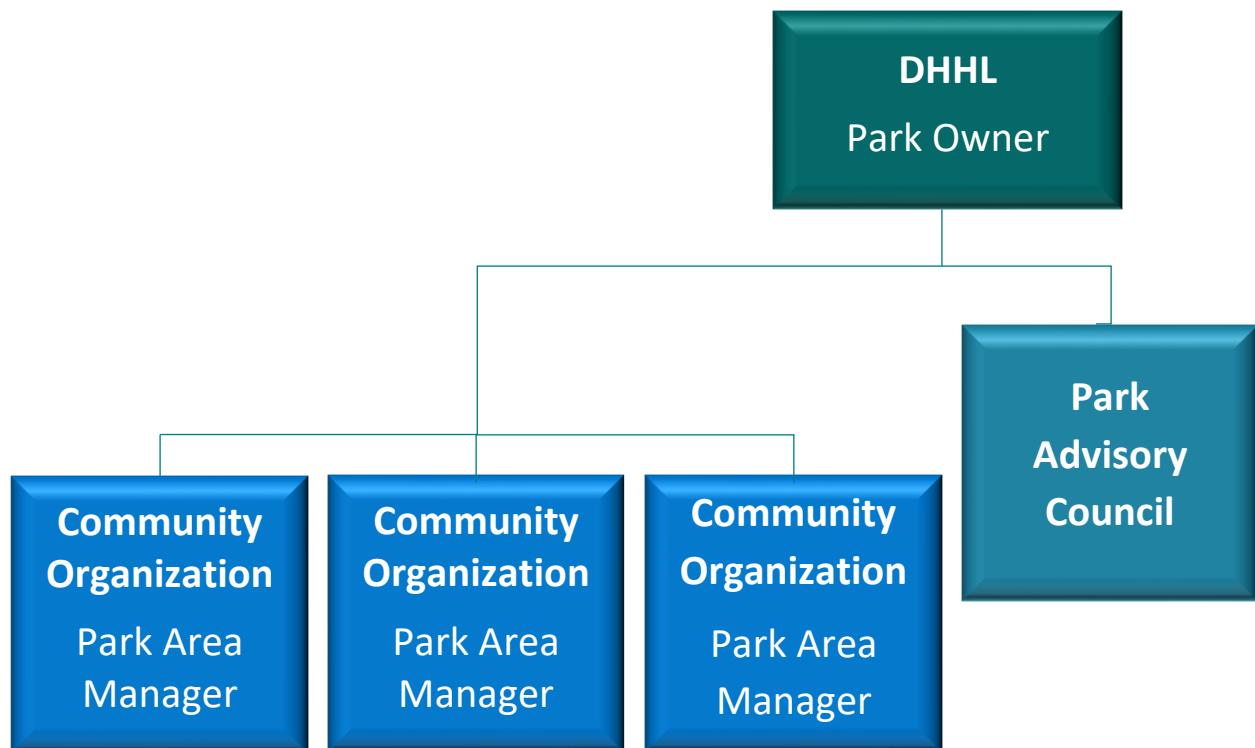 DHHL
Park Owner
Park
Advisory
Council
Community
Organization
Park Area
Manager
Community
Organization
Park Area
Manager
Community
Organization
Park Area
Manager